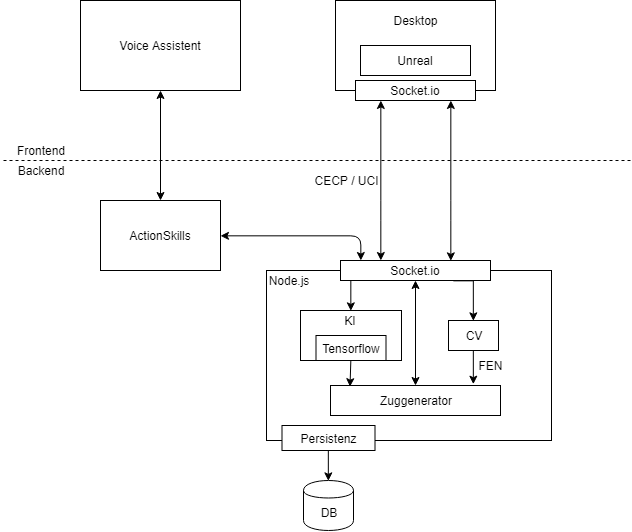 Voice Assistent
Desktop
Unreal
Socket.io
Frontend
Backend
CECP / UCI
ActionSkills
Socket.io
Node.js
KI
Tensorflow
CV
FEN
Zuggenerator
Persistenz
DB